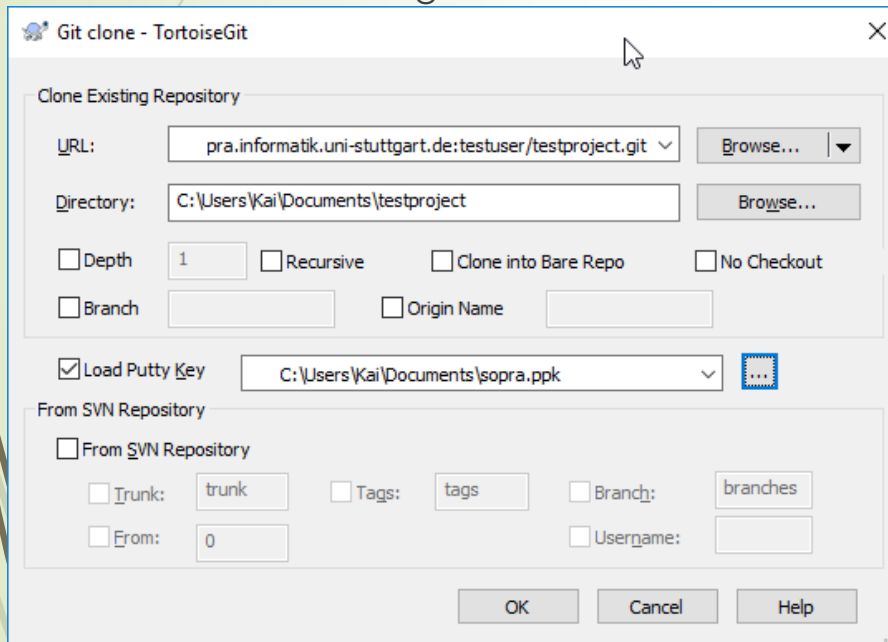 Git clone - TortoiseGit
Clone Existing Repository
URL: pra.informatik.uni-stuttgart.de:testuser/testproject.git Browse...
Directory: C:\Users\Kai\Documents\testproject Browse...
Depth 1 Recursive Clone into Bare Repo No Checkout
Branch Origin Name
Load Putty Key C:\Users\Kai\Documents\sopra.ppk ...
From SVN Repository
From SVN Repository
Trunk: trunk Tags: tags Branch: branches
From: 0 Username:
OK Cancel Help